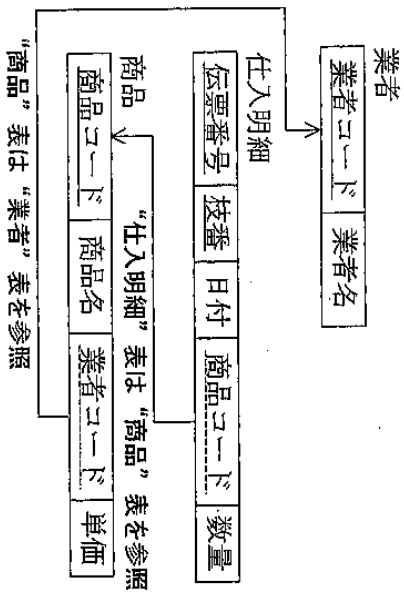 業者
業者コード 業者名
仕入明細
伝票番号 枝番 日付 商品コード 数量
"仕入明細"表は"商品"表を参照
商品
商品コード 商品名 業者コード 単価
"商品"表は"業者"表を参照